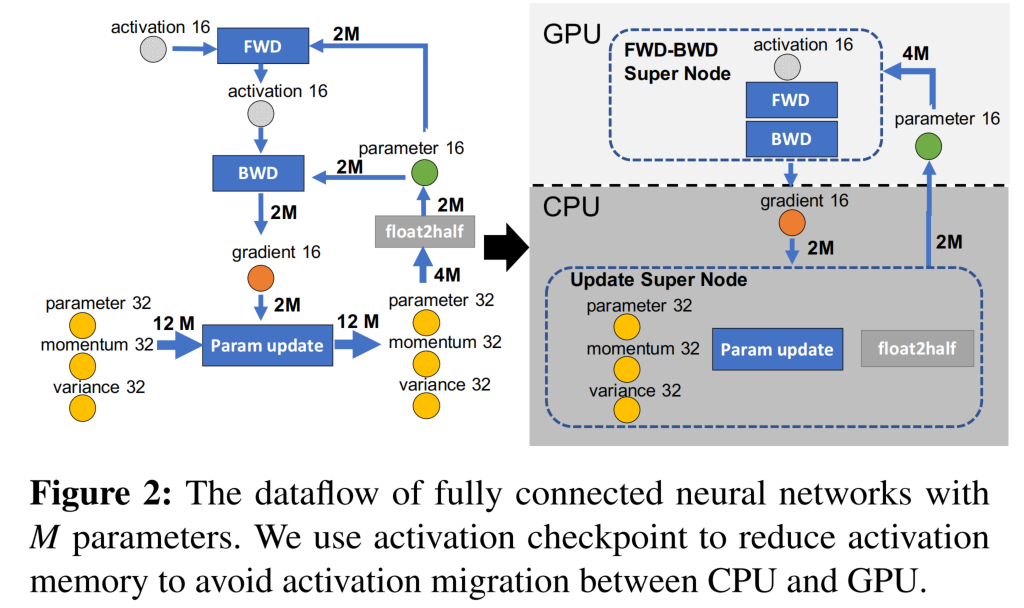 activation 16
FWD
2M
activation 16
parameter 16
BWD
2M
2M
2M
float2half
gradient 16
4M
2M
parameter 32
momentum 32
variance 32
12 M
Param update
12 M
parameter 32
momentum 32
variance 32
GPU
FWD-BWD
Super Node
activation 16
FWD
BWD
4M
parameter 16
CPU
gradient 16
2M
2M
Update Super Node
parameter 32
momentum 32
variance 32
Param update
float2half
Figure 2: The dataflow of fully connected neural networks with
M parameters. We use activation checkpoint to reduce activation
memory to avoid activation migration between CPU and GPU.